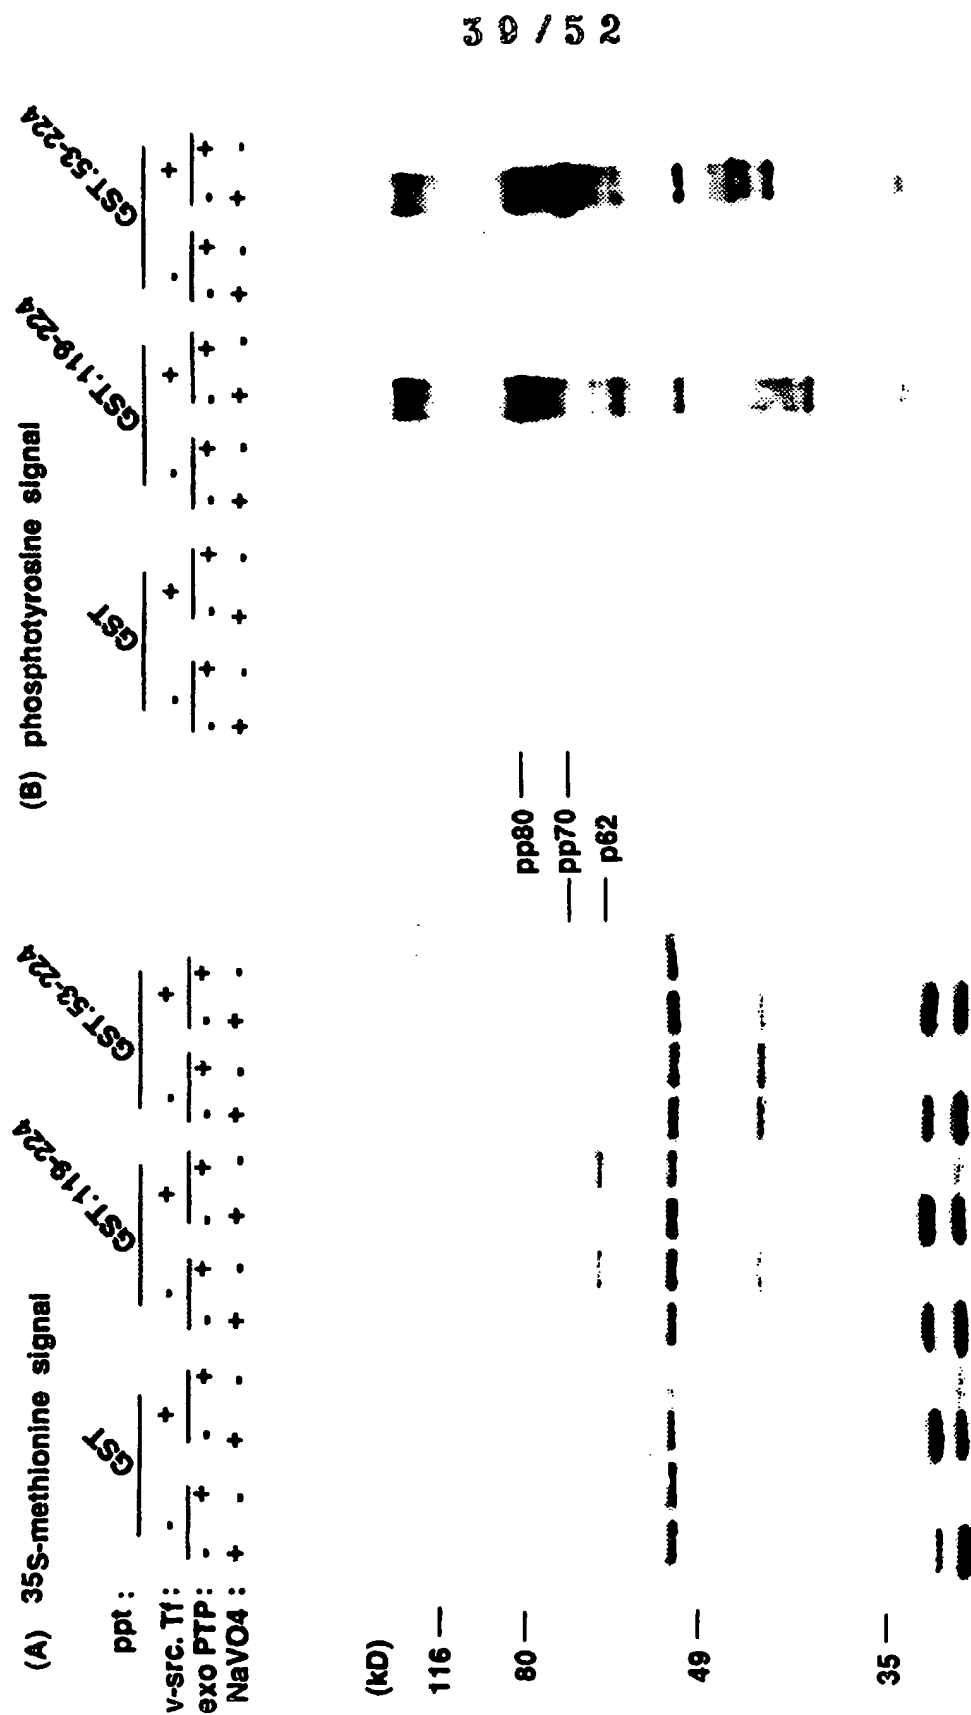 39/52
(A) 35S-methionine signal
ppt : GST GST.119-224 GST.53-224
v-src. Tf : - + - + - +
exo PTP : - + - + - + - + - + - +
NaVO4 : + - + - + - + - + - + -
(kD)
116
80
49
35
pp80
pp70
p62
(B) phosphotyrosine signal
GST GST.119-224 GST.53-224
- + - + - +
- + - + - + - + - + - +
+ - + - + - + - + - + -